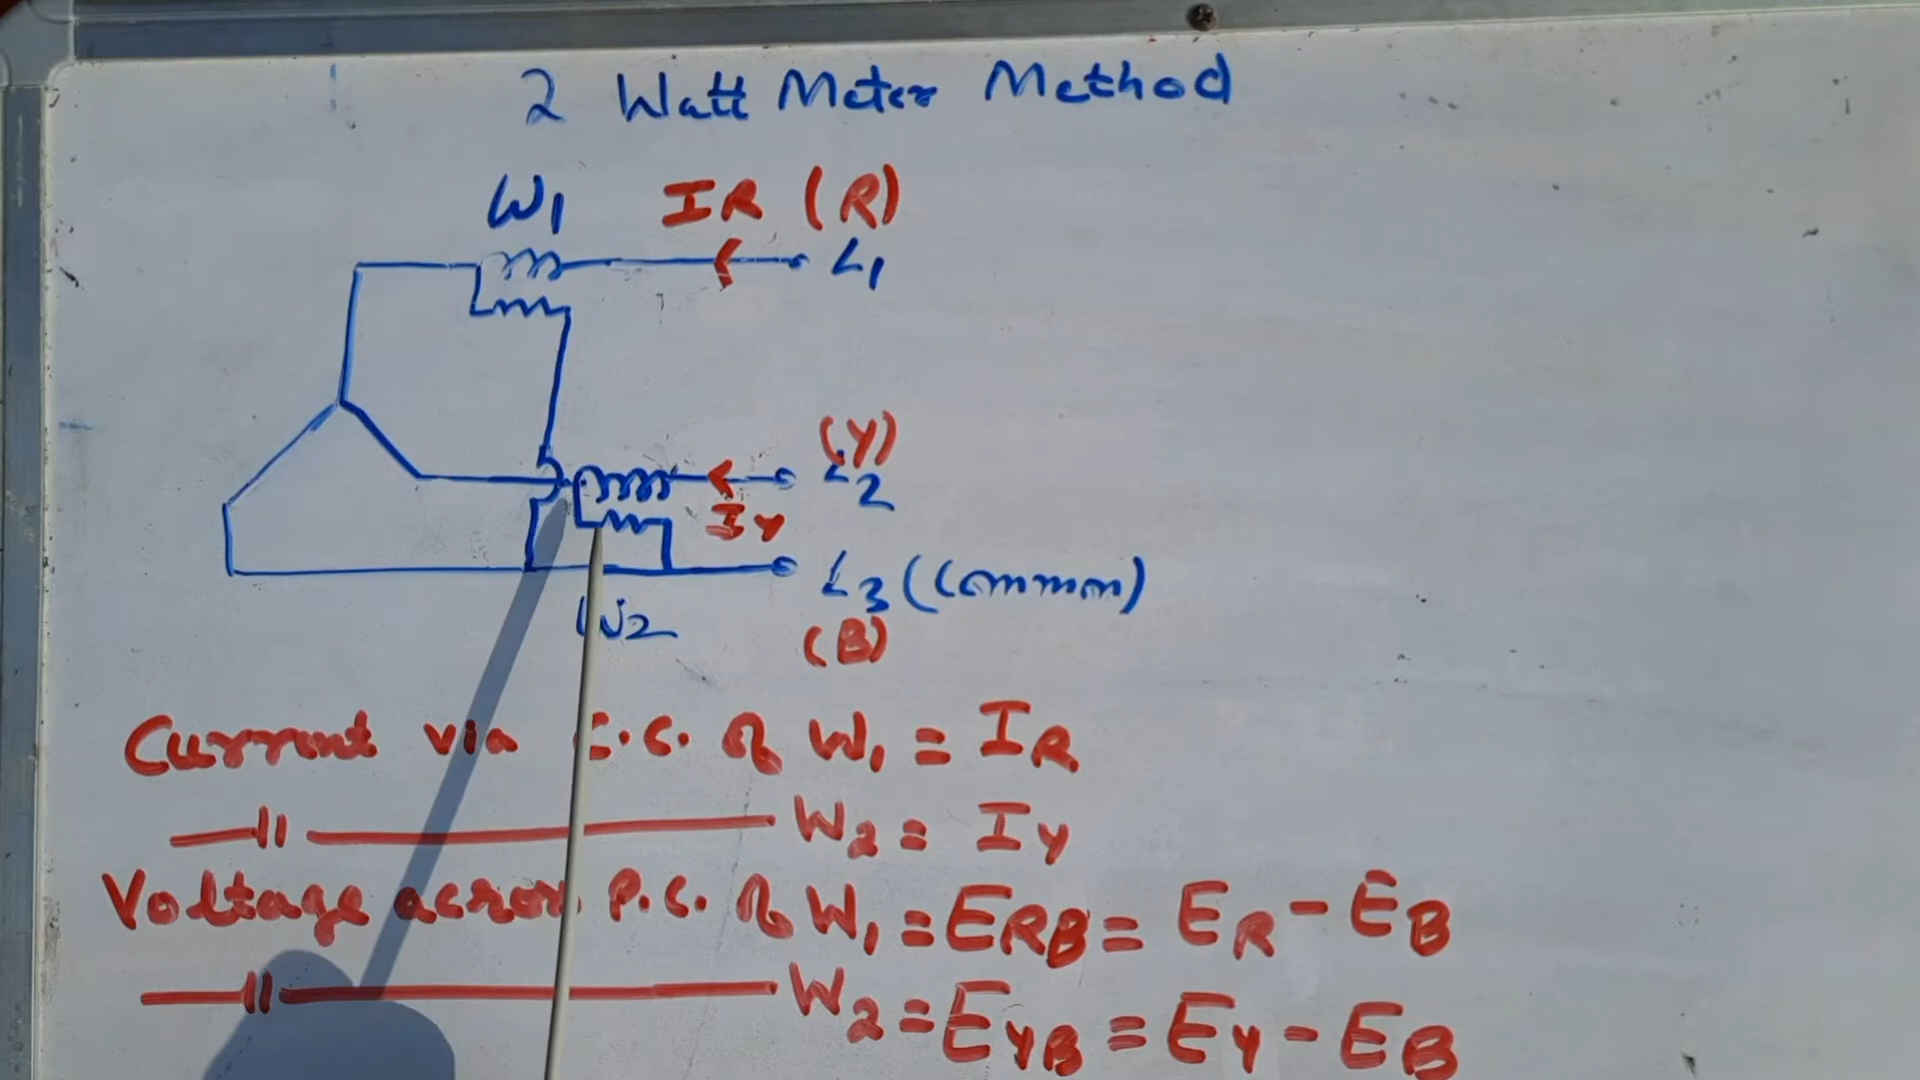 2 Watt Meter Method
W1 IR (R)
L1
(Y)
L2
IY
L3 (Common)
W2
(B)
Current via C.C. of W1 = IR
—||— W2 = IY
Voltage across P.C. of W1 = ERB = ER - EB
—||— W2 = EYB = EY - EB